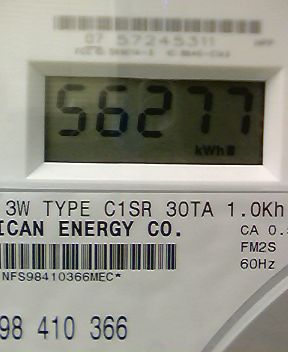 07 57245311
56277
kWh
3W TYPE C1SR 30TA 1.0Kh
ICAN ENERGY CO.
CA 0.
FM2S
NFS98410366MEC*
60Hz
98 410 366